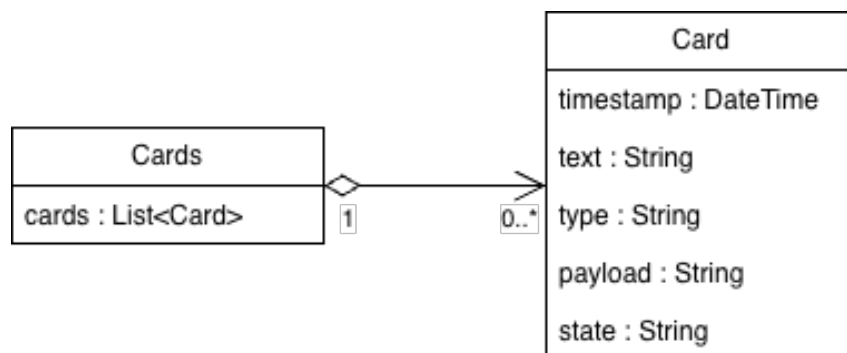 Cards
cards : List<Card>
1
0..*
Card
timestamp : DateTime
text : String
type : String
payload : String
state : String